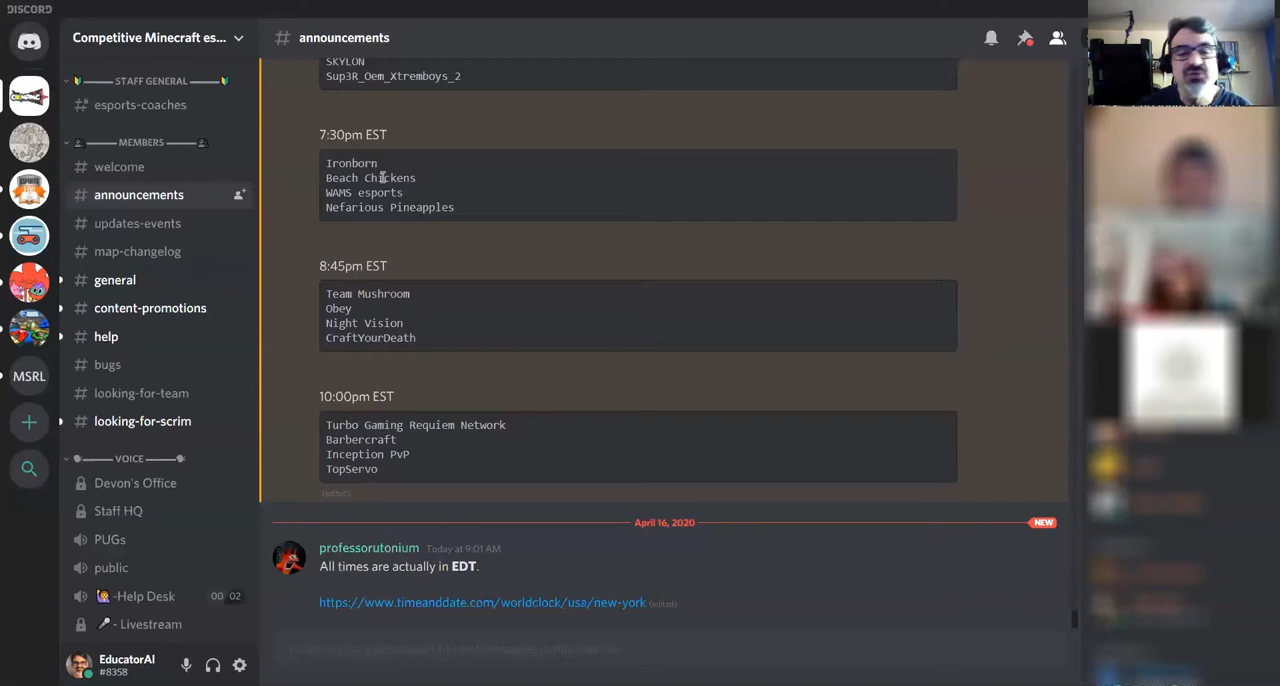 DISCORD
Competitive Minecraft es...
# announcements
STAFF GENERAL
esports-coaches
MEMBERS
welcome
announcements
updates-events
map-changelog
general
content-promotions
help
bugs
looking-for-team
looking-for-scrim
VOICE
Devon's Office
Staff HQ
PUGs
public
-Help Desk 00 : 02
- Livestream
MSRL
EducatorAl
#8358
SKYLON
Sup3R_Oem_Xtremboys_2
7:30pm EST
Ironborn
Beach Chickens
WAMS esports
Nefarious Pineapples
8:45pm EST
Team Mushroom
Obey
Night Vision
CraftYourDeath
10:00pm EST
Turbo Gaming Requiem Network
Barbercraft
Inception PvP
TopServo
(edited)
April 16, 2020 NEW
professorutonium Today at 9:01 AM
All times are actually in EDT.
https://www.timeanddate.com/worldclock/usa/new-york (edited)